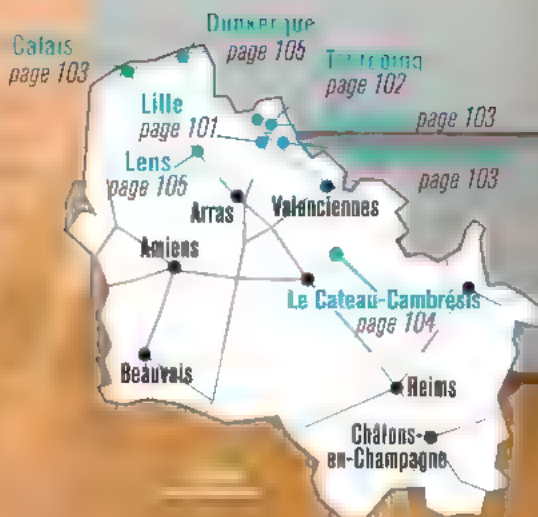 Dunkerque
page 105
Calais
page 103
Tourcoing
page 102
Lille
page 101
page 103
Lens
page 105
page 103
Arras
Valenciennes
Amiens
Le Cateau-Cambrésis
page 104
Beauvais
Reims
Châlons-
en-Champagne